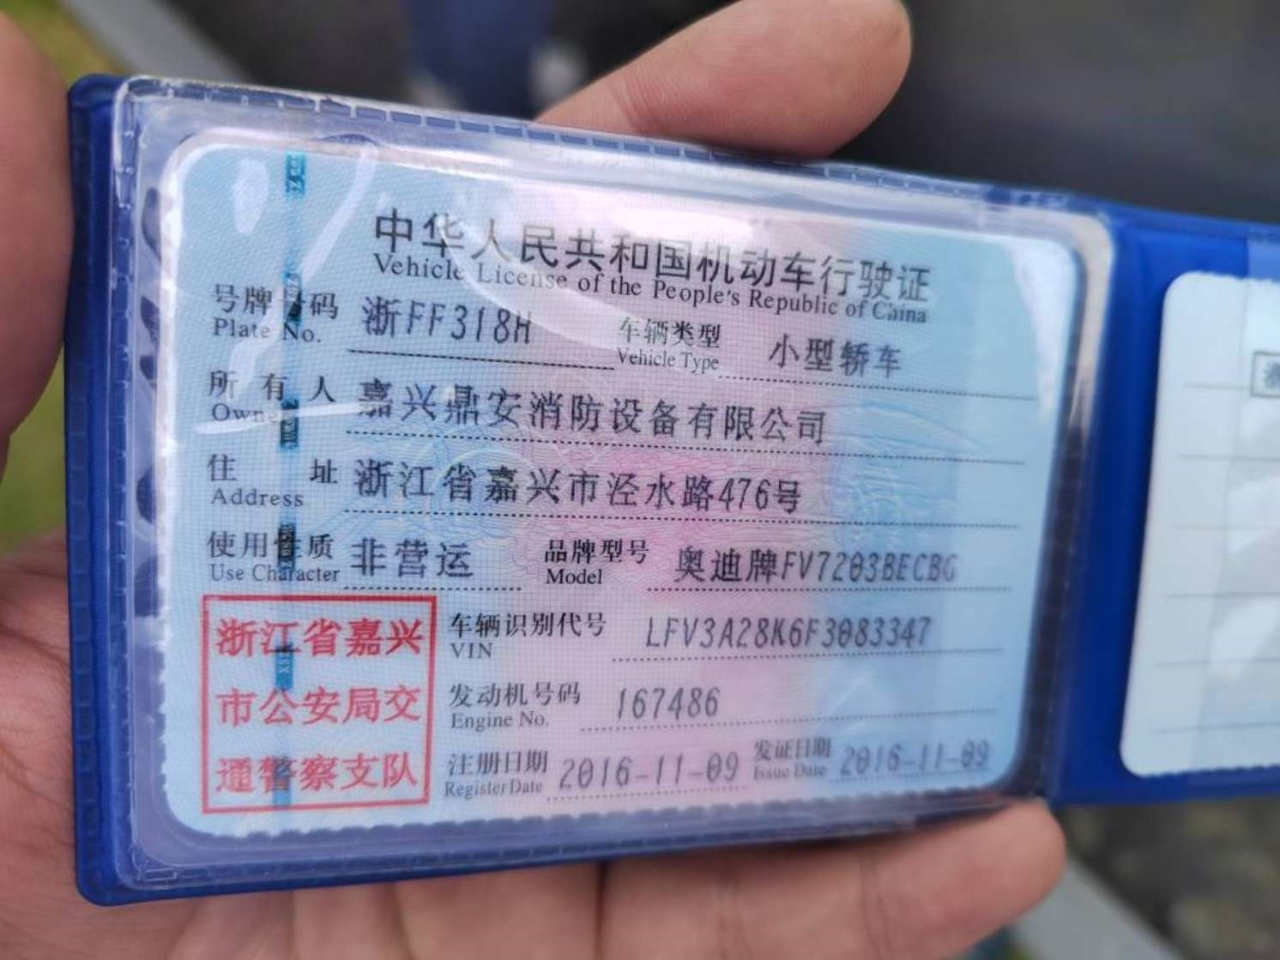 中华人民共和国机动车行驶证
Vehicle License of the People's Republic of China
号牌号码 浙FF318H 车辆类型 小型轿车
Plate No. Vehicle Type
所有人 嘉兴鼎安消防设备有限公司
Owner
住址 浙江省嘉兴市泾水路476号
Address
使用性质 非营运 品牌型号 奥迪牌FV7203BECBG
Use Character Model
浙江省嘉兴
市公安局交
通警察支队
车辆识别代号 LFV3A28K6F3083347
VIN
发动机号码 167486
Engine No.
注册日期 2016-11-09 发证日期 2016-11-09
Register Date Issue Date